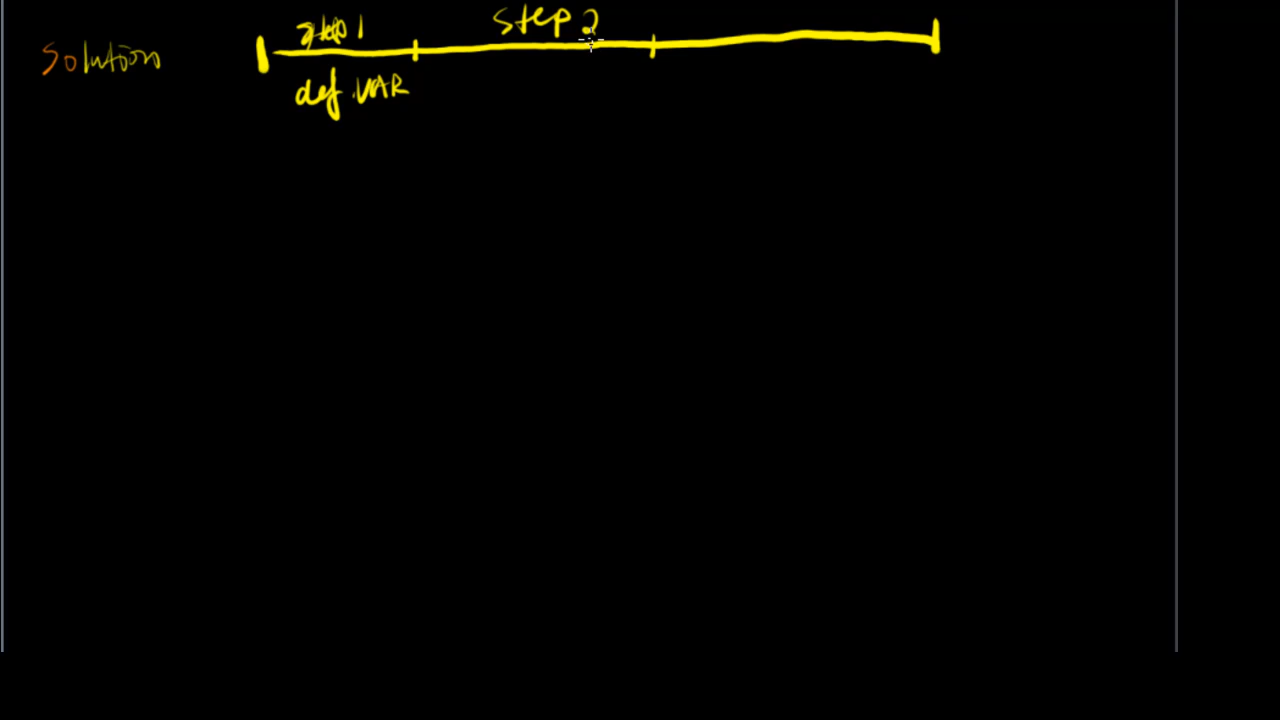 Solution
step 1
step 2
def. VAR